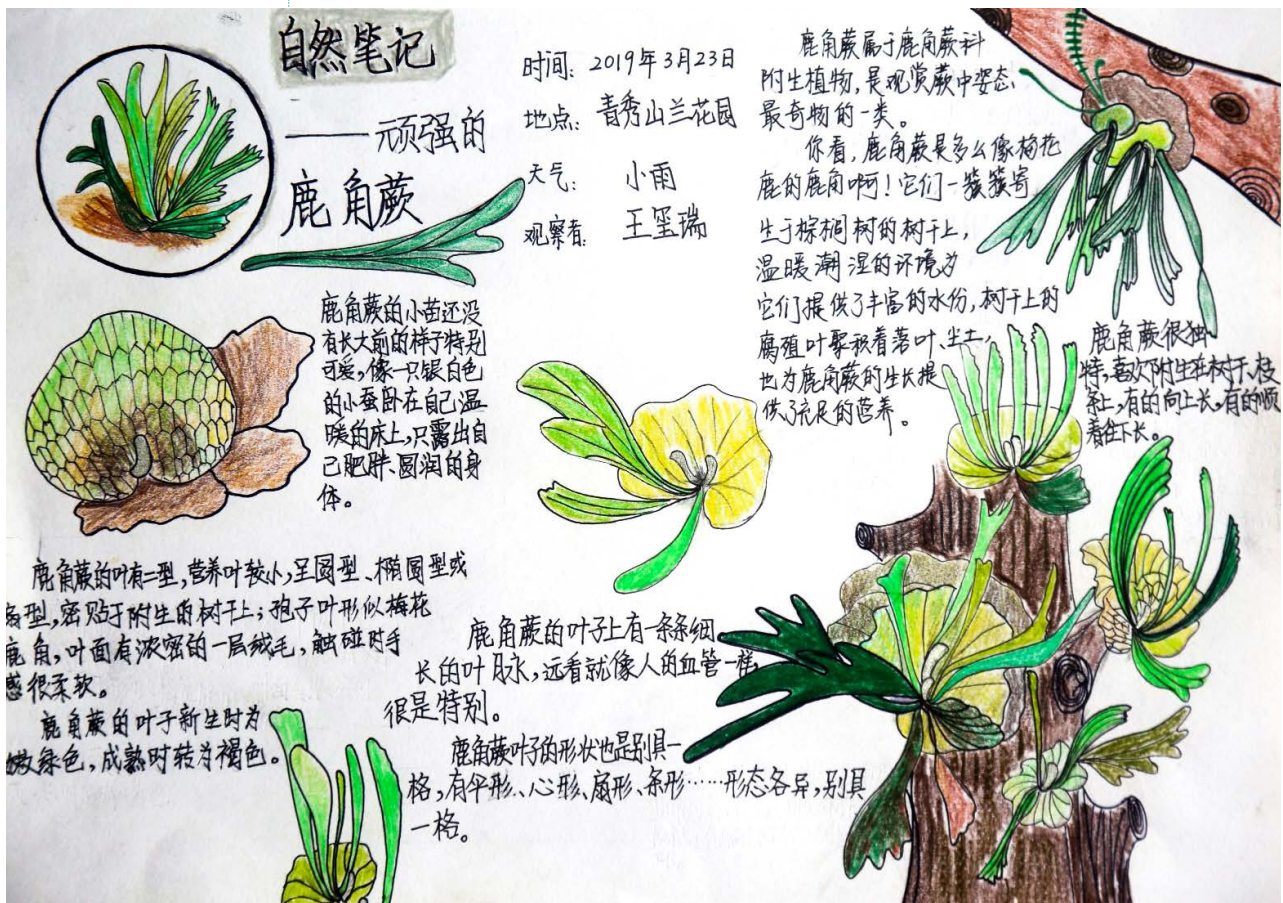 自然笔记
——顽强的
鹿角蕨
时间：2019年3月23日
地点：青秀山兰花园
天气：小雨
观察者：王玺瑞
鹿角蕨属于鹿角蕨科
附生植物，是观赏蕨中姿态
最奇物的一类。
你看，鹿角蕨是多么像梅花
鹿的鹿角啊！它们一簇簇寄
生于棕榈树的树干上，
温暖潮湿的环境为
它们提供了丰富的水份，树干上的
腐殖叶聚积着落叶、尘土，
也为鹿角蕨的生长提
供了充足的营养。
鹿角蕨很独
特，喜欢附生在树干、枝
条上，有的向上长，有的顺
着往下长。
鹿角蕨的小苗还没
有长大前的样子特别
可爱，像一只银白色
的小蚕卧在自己温
暖的床上，只露出自
己肥胖、圆润的身
体。
鹿角蕨的叶有二型，营养叶较小，呈圆型、椭圆型或
扇型，密贴于附生的树干上；孢子叶形似梅花
鹿角，叶面有浓密的一层绒毛，触碰时手
感很柔软。
鹿角蕨的叶子新生时为
嫩绿色，成熟时转为褐色。
鹿角蕨的叶子上有一条条细
长的叶脉，远看就像人的血管一样，
很是特别。
鹿角蕨叶子的形状也是别具一
格，有伞形、心形、扇形、条形……形态各异，别具
一格。